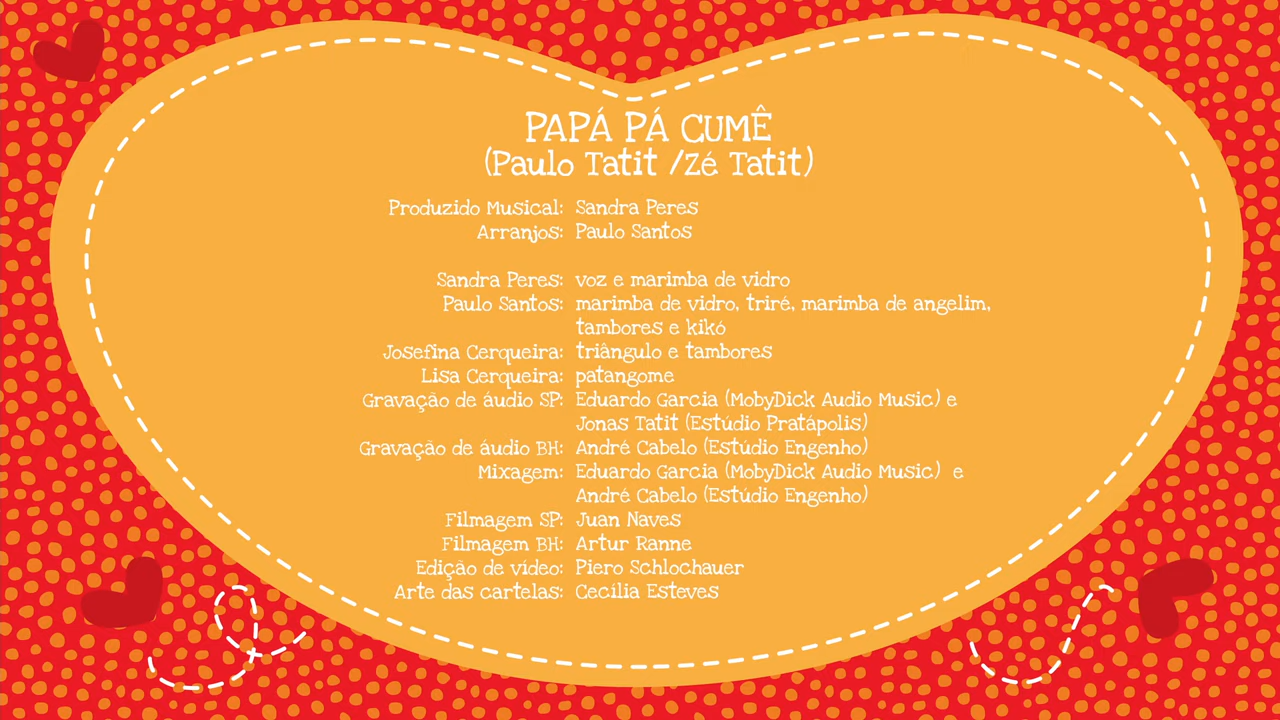 PAPÁ PÁ CUMÊ
(Paulo Tatit /Zé Tatit)
Produzido Musical: Sandra Peres
Arranjos: Paulo Santos
Sandra Peres: voz e marimba de vidro
Paulo Santos: marimba de vidro, triré, marimba de angelim,
tambores e kikó
Josefina Cerqueira: triângulo e tambores
Lisa Cerqueira: patangome
Gravação de áudio SP: Eduardo Garcia (MobyDick Audio Music) e
Jonas Tatit (Estúdio Pratápolis)
Gravação de áudio BH: André Cabelo (Estúdio Engenho)
Mixagem: Eduardo Garcia (MobyDick Audio Music) e
André Cabelo (Estúdio Engenho)
Filmagem SP: Juan Naves
Filmagem BH: Artur Ranne
Edição de vídeo: Piero Schlochauer
Arte das cartelas: Cecília Esteves